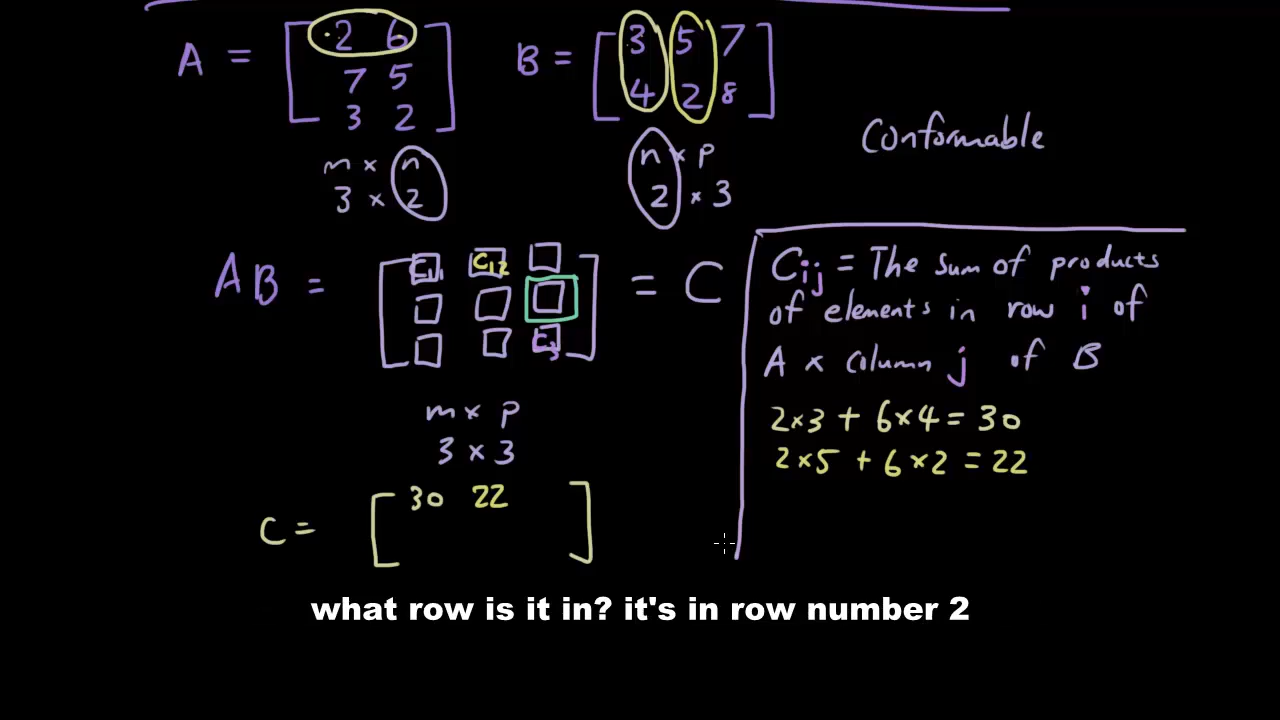 A = [ 2 6 B = [ 3 5 7
7 5 4 2 8 ]
3 2 ]
Conformable
m × n n × p
3 × 2 2 × 3
AB = [ C11 C12 ] = C
C3
m × p
3 × 3
C = [ 30 22 ]
Cij = The sum of products
of elements in row i of
A × column j of B
2×3 + 6×4 = 30
2×5 + 6×2 = 22
what row is it in? it's in row number 2